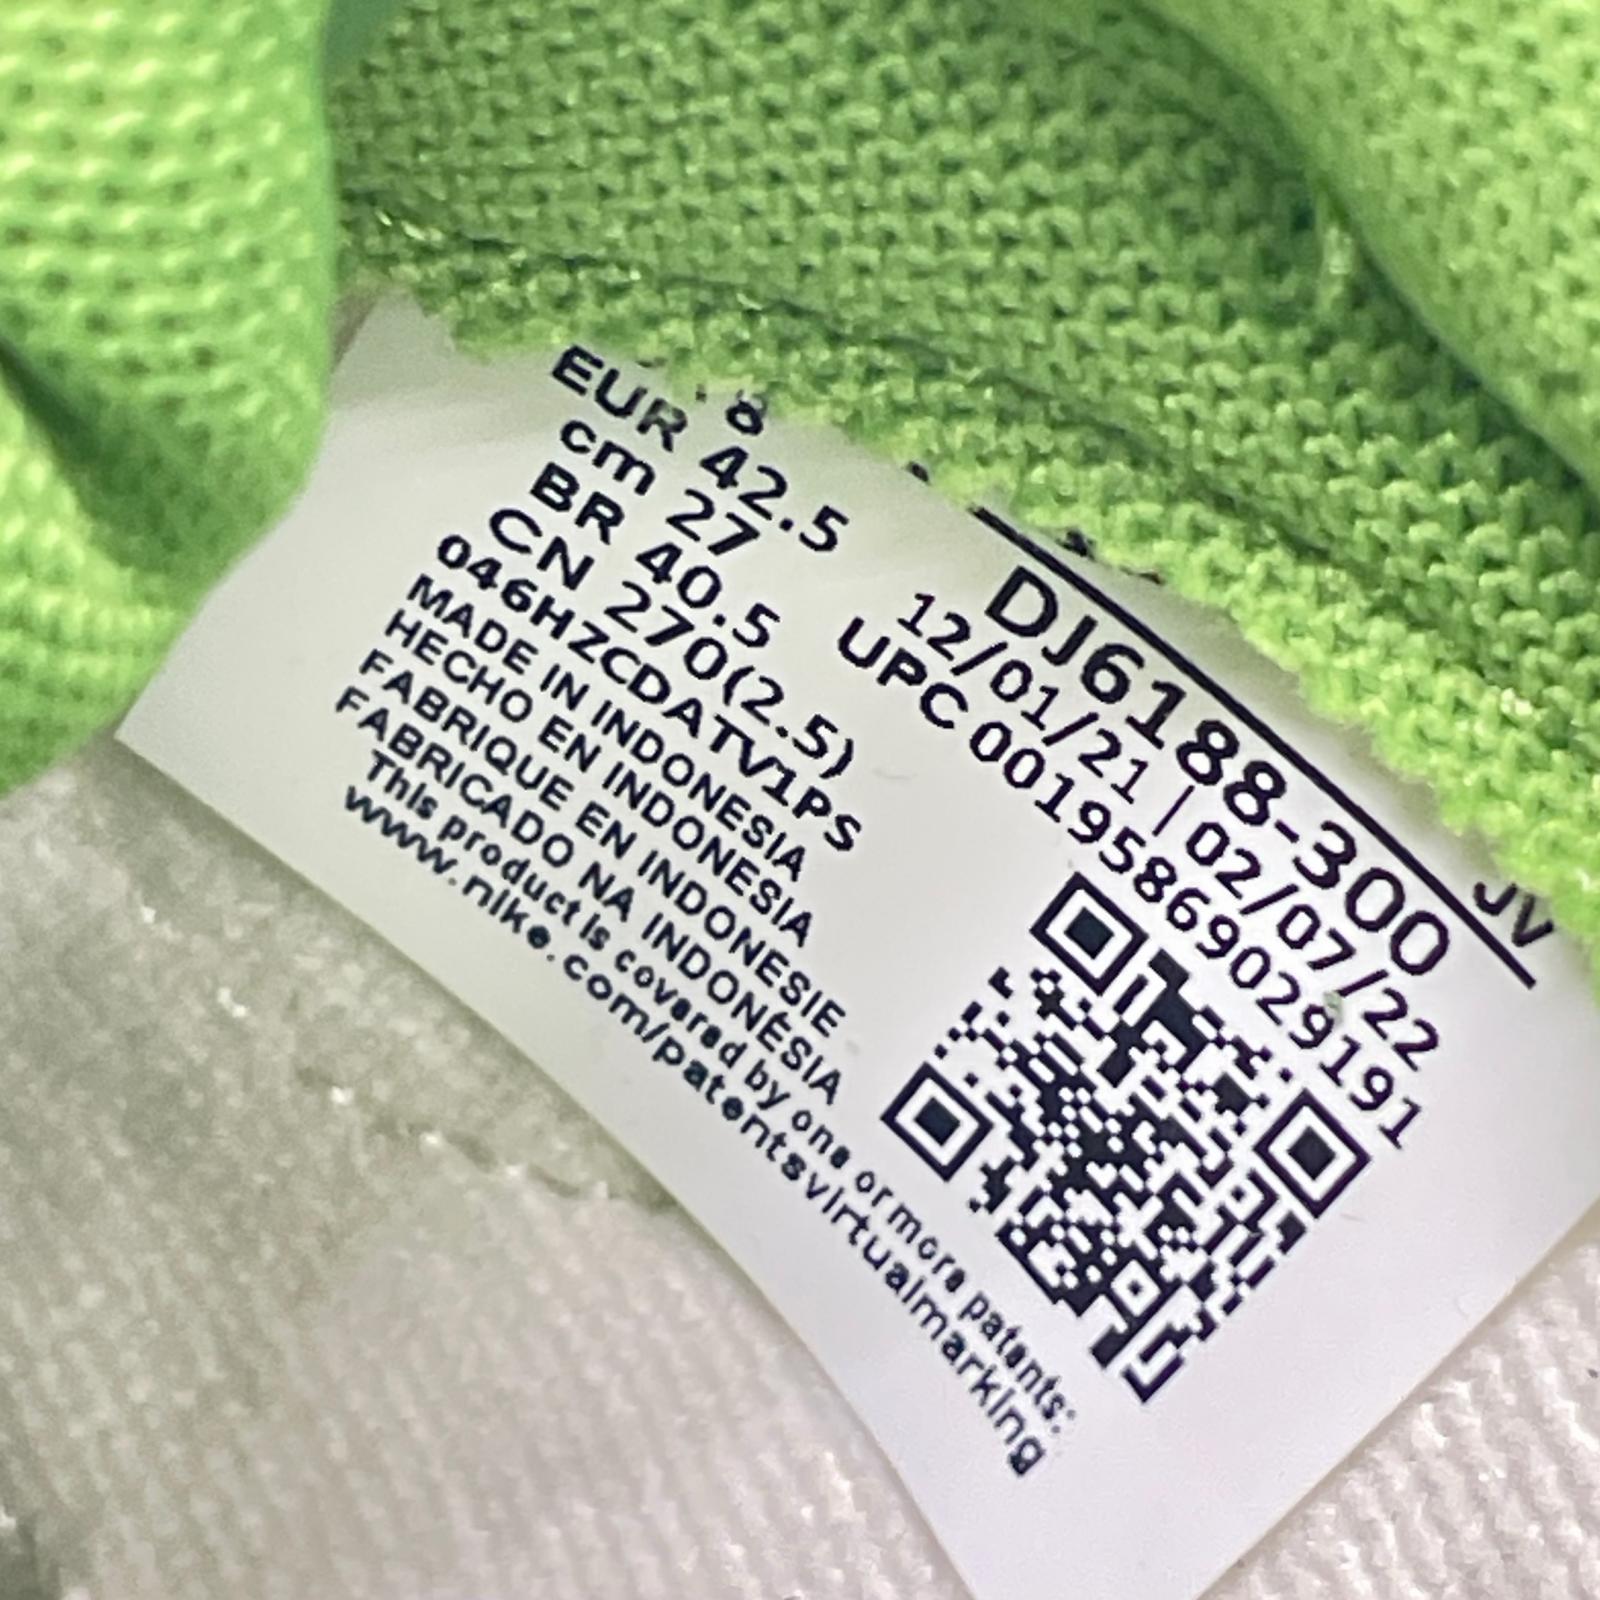 8
EUR 42.5
cm 27
BR 40.5
CN 270(2.5)
046HZCDATV1PS
MADE IN INDONESIA
HECHO EN INDONESIA
FABRIQUE EN INDONESIE
FABRICADO NA INDONÉSIA
This product is covered by one or more patents:
www.nike.com/patentsvirtualmarking
JV
DJ6188-300
12/01/21 | 02/07/22
UPC 00195869029191